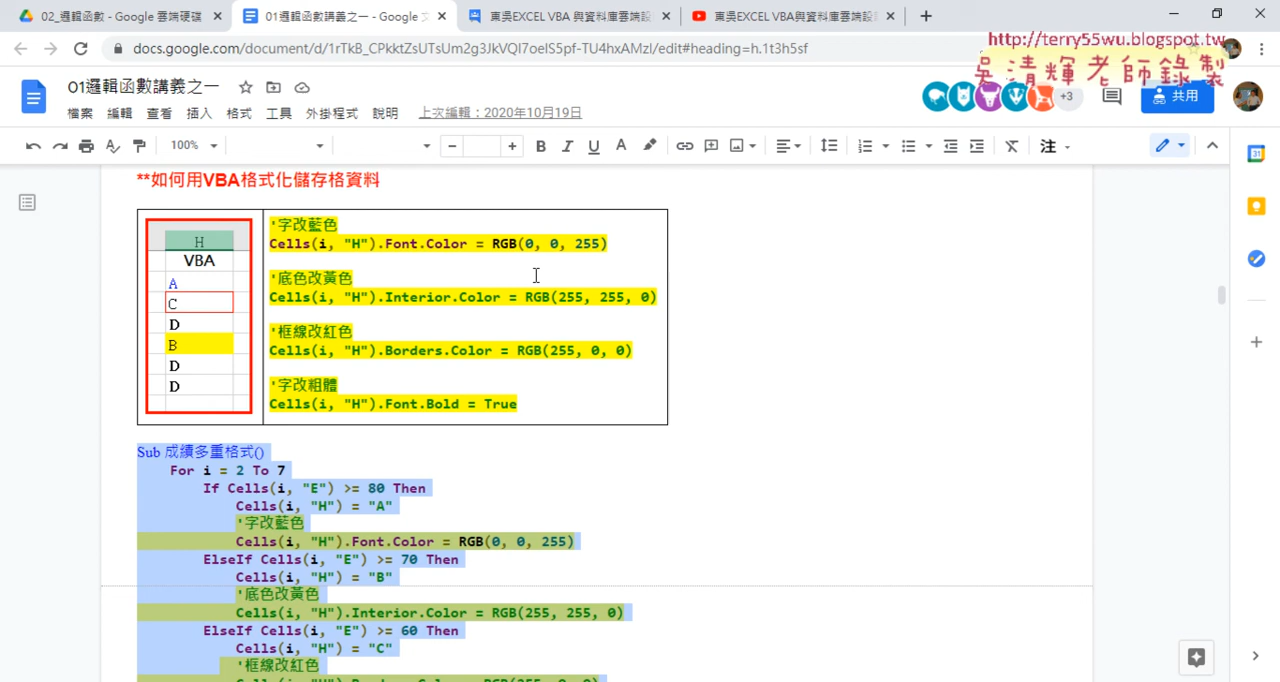 02_邏輯函數 - Google 雲端硬碟
01邏輯函數講義之一 - Google 文
東吳EXCEL VBA 與資料庫雲端設
東吳EXCEL VBA與資料庫雲端設
docs.google.com/document/d/1rTkB_CPkktZsUTsUm2g3JkVQI7oelS5pf-TU4hxAMzI/edit#heading=h.1t3h5sf
http://terry55wu.blogspot.tw
吳清輝老師錄製
01邏輯函數講義之一
檔案 編輯 查看 插入 格式 工具 外掛程式 說明 上次編輯：2020年10月19日
+3
共用
100%
B I U A
注
31
**如何用VBA格式化儲存格資料
H
VBA
A
C
D
B
D
D
'字改藍色
Cells(i, "H").Font.Color = RGB(0, 0, 255)
'底色改黃色
Cells(i, "H").Interior.Color = RGB(255, 255, 0)
'框線改紅色
Cells(i, "H").Borders.Color = RGB(255, 0, 0)
'字改粗體
Cells(i, "H").Font.Bold = True
Sub 成績多重格式()
For i = 2 To 7
If Cells(i, "E") >= 80 Then
Cells(i, "H") = "A"
'字改藍色
Cells(i, "H").Font.Color = RGB(0, 0, 255)
ElseIf Cells(i, "E") >= 70 Then
Cells(i, "H") = "B"
'底色改黃色
Cells(i, "H").Interior.Color = RGB(255, 255, 0)
ElseIf Cells(i, "E") >= 60 Then
Cells(i, "H") = "C"
'框線改紅色